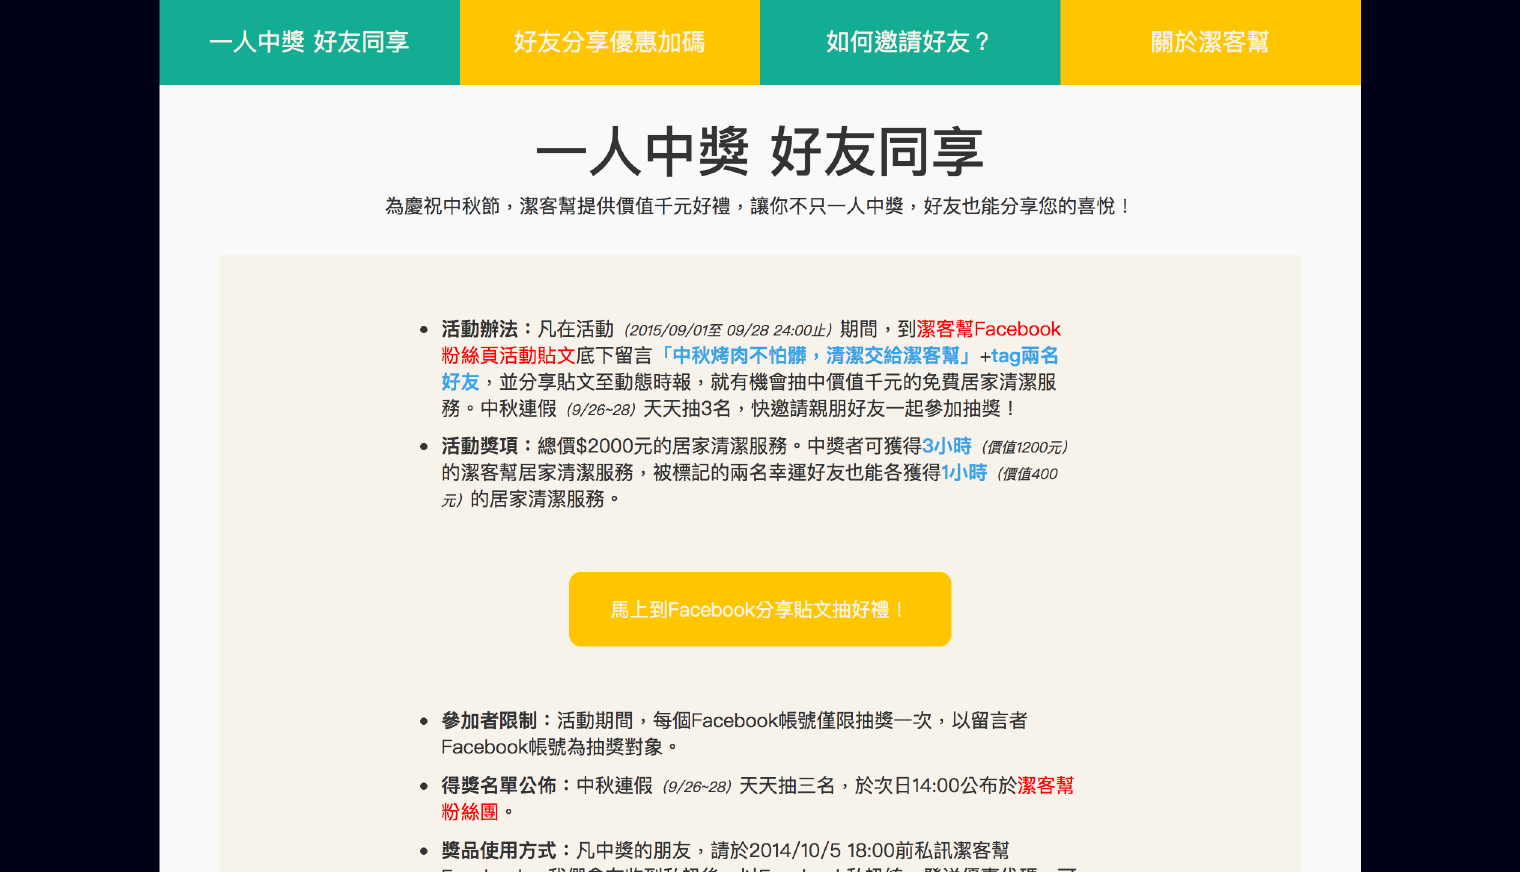 一人中獎 好友同享
好友分享優惠加碼
如何邀請好友？
關於潔客幫
一人中獎 好友同享
為慶祝中秋節，潔客幫提供價值千元好禮，讓你不只一人中獎，好友也能分享您的喜悅！
活動辦法：凡在活動（2015/09/01至 09/28 24:00止）期間，到潔客幫Facebook
粉絲頁活動貼文底下留言「中秋烤肉不怕髒，清潔交給潔客幫」+tag兩名
好友，並分享貼文至動態時報，就有機會抽中價值千元的免費居家清潔服
務。中秋連假（9/26~28）天天抽3名，快邀請親朋好友一起參加抽獎！
活動獎項：總價$2000元的居家清潔服務。中獎者可獲得3小時（價值1200元）
的潔客幫居家清潔服務，被標記的兩名幸運好友也能各獲得1小時（價值400
元）的居家清潔服務。
馬上到Facebook分享貼文抽好禮！
參加者限制：活動期間，每個Facebook帳號僅限抽獎一次，以留言者
Facebook帳號為抽獎對象。
得獎名單公佈：中秋連假（9/26~28）天天抽三名，於次日14:00公布於潔客幫
粉絲團。
獎品使用方式：凡中獎的朋友，請於2014/10/5 18:00前私訊潔客幫